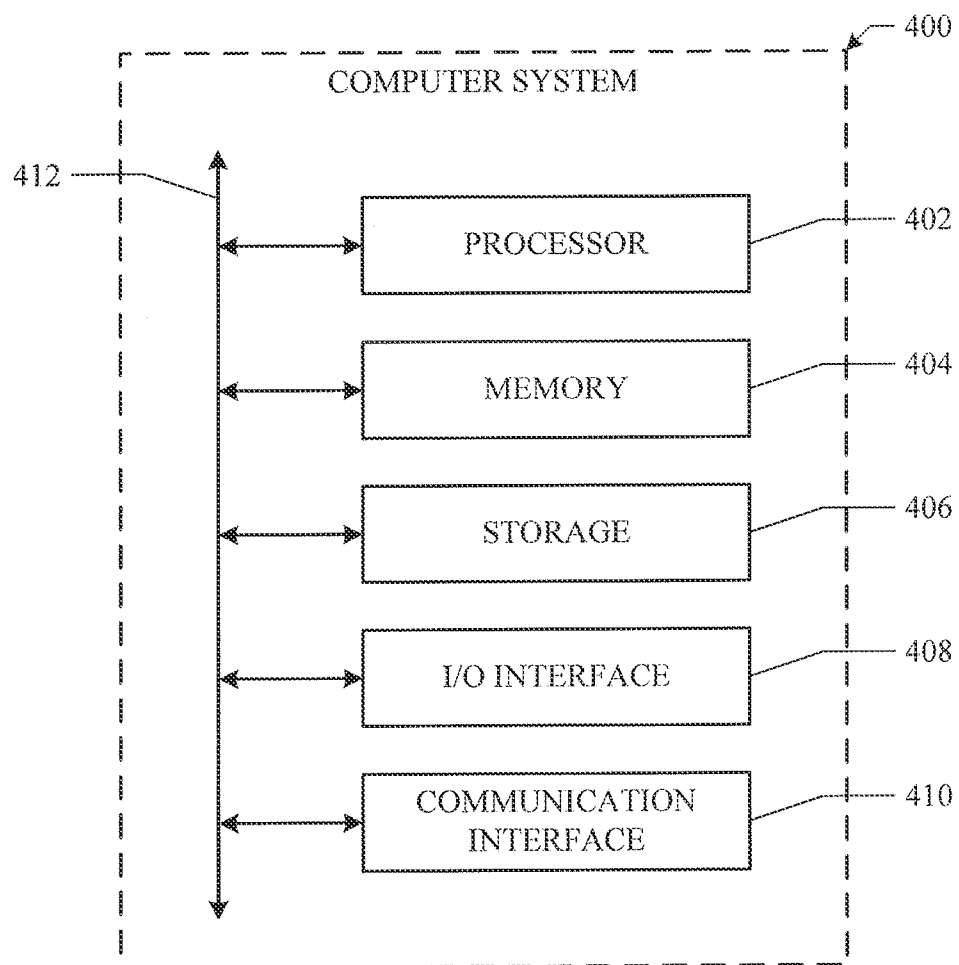 400
COMPUTER SYSTEM
412
PROCESSOR
402
MEMORY
404
STORAGE
406
I/O INTERFACE
408
COMMUNICATION
INTERFACE
410